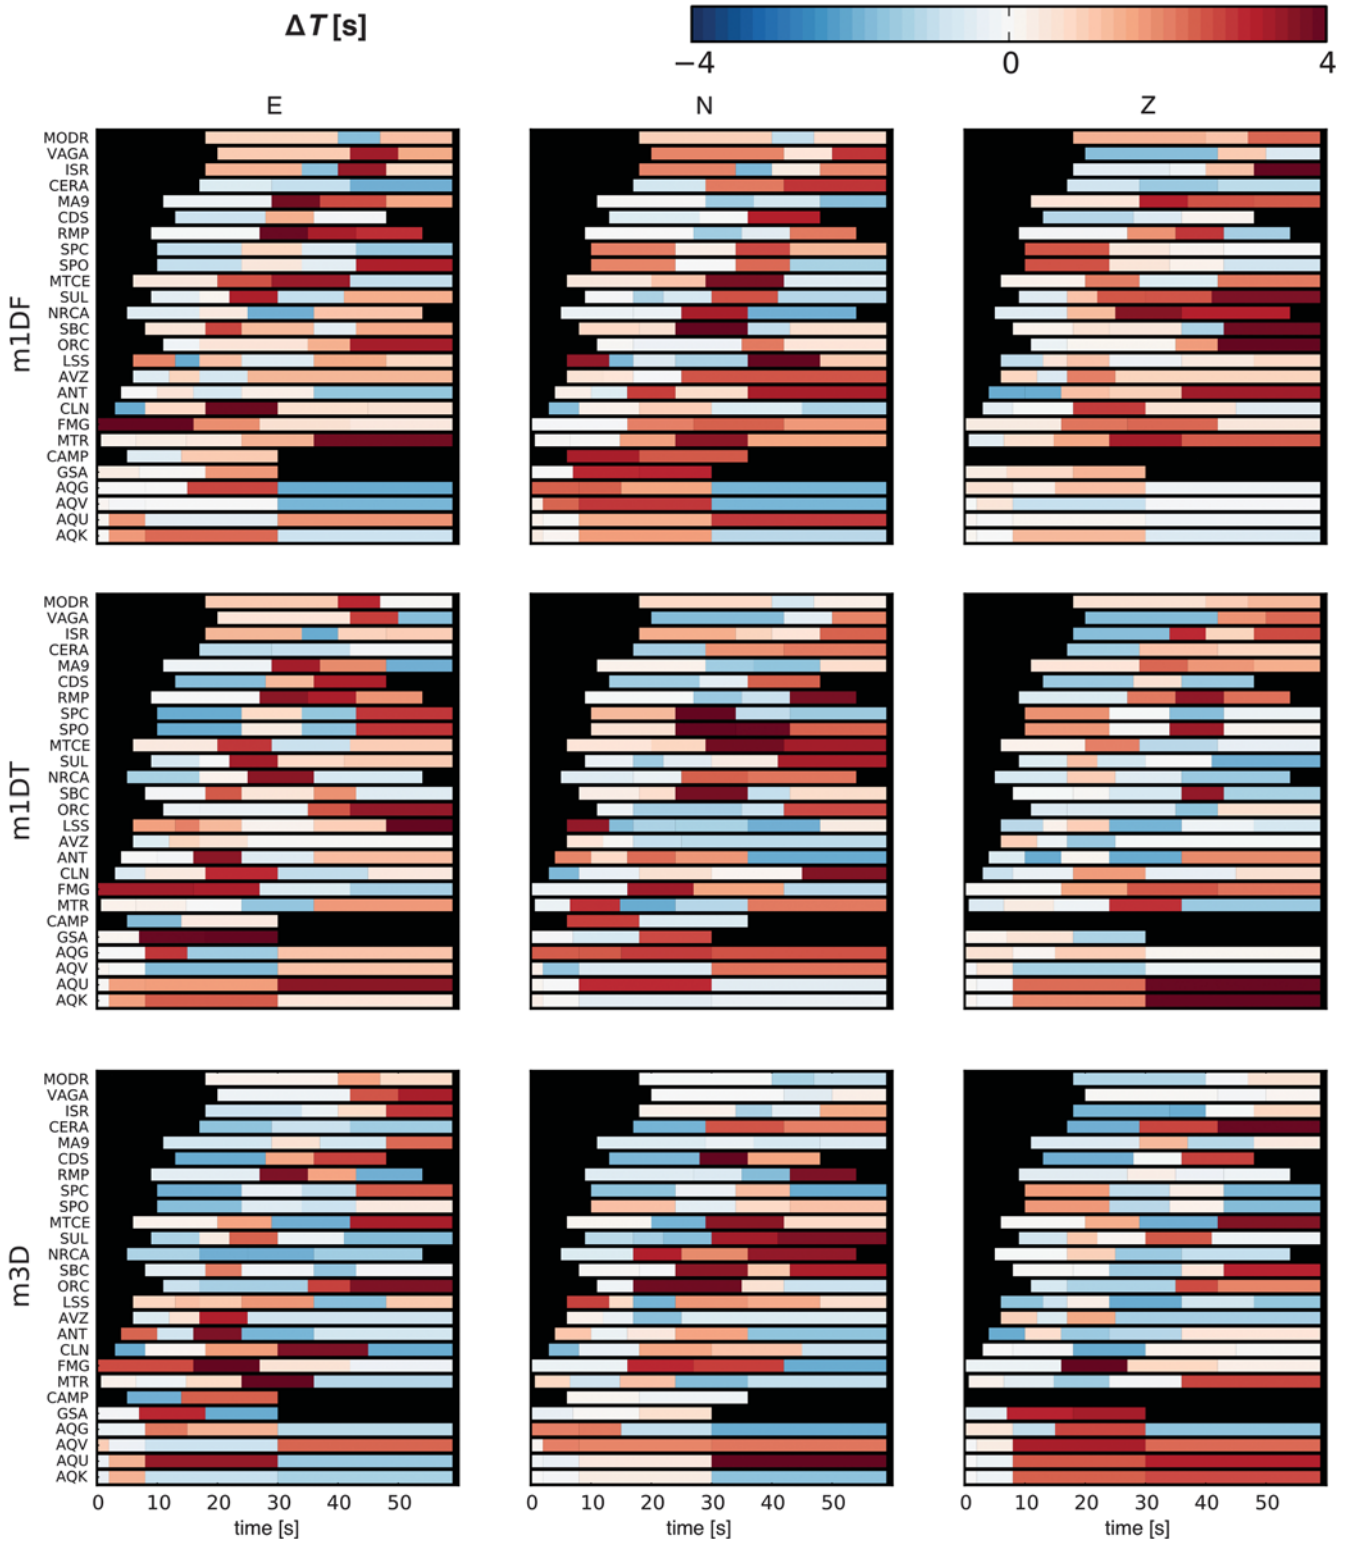 ΔT [s]
−4 0 4
E N Z
m1DF
MODR
VAGA
ISR
CERA
MA9
CDS
RMP
SPC
SPO
MTCE
SUL
NRCA
SBC
ORC
LSS
AVZ
ANT
CLN
FMG
MTR
CAMP
GSA
AQG
AQV
AQU
AQK
m1DT
MODR
VAGA
ISR
CERA
MA9
CDS
RMP
SPC
SPO
MTCE
SUL
NRCA
SBC
ORC
LSS
AVZ
ANT
CLN
FMG
MTR
CAMP
GSA
AQG
AQV
AQU
AQK
m3D
MODR
VAGA
ISR
CERA
MA9
CDS
RMP
SPC
SPO
MTCE
SUL
NRCA
SBC
ORC
LSS
AVZ
ANT
CLN
FMG
MTR
CAMP
GSA
AQG
AQV
AQU
AQK
0 10 20 30 40 50 0 10 20 30 40 50 0 10 20 30 40 50
time [s] time [s] time [s]